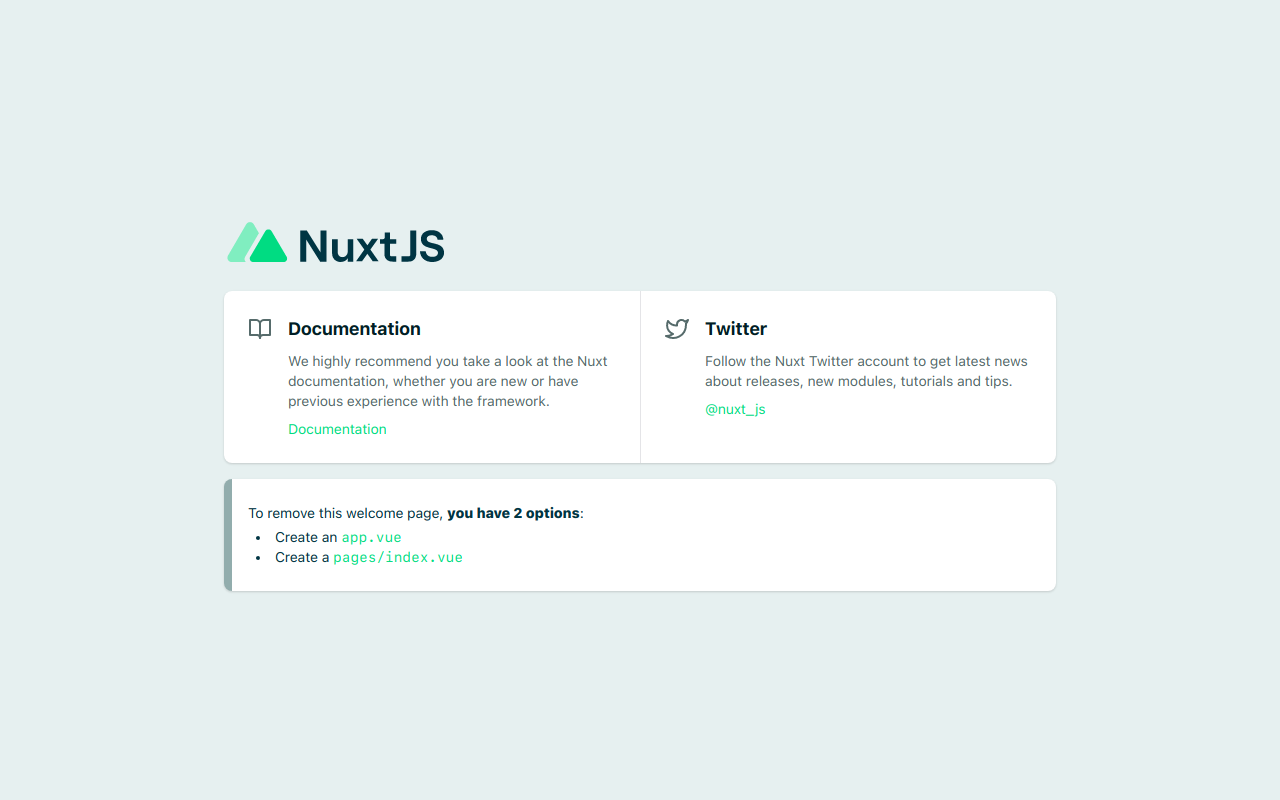 NuxtJS
Documentation
We highly recommend you take a look at the Nuxt
documentation, whether you are new or have
previous experience with the framework.
Documentation
Twitter
Follow the Nuxt Twitter account to get latest news
about releases, new modules, tutorials and tips.
@nuxt_js
To remove this welcome page, you have 2 options:
• Create an app.vue
• Create a pages/index.vue